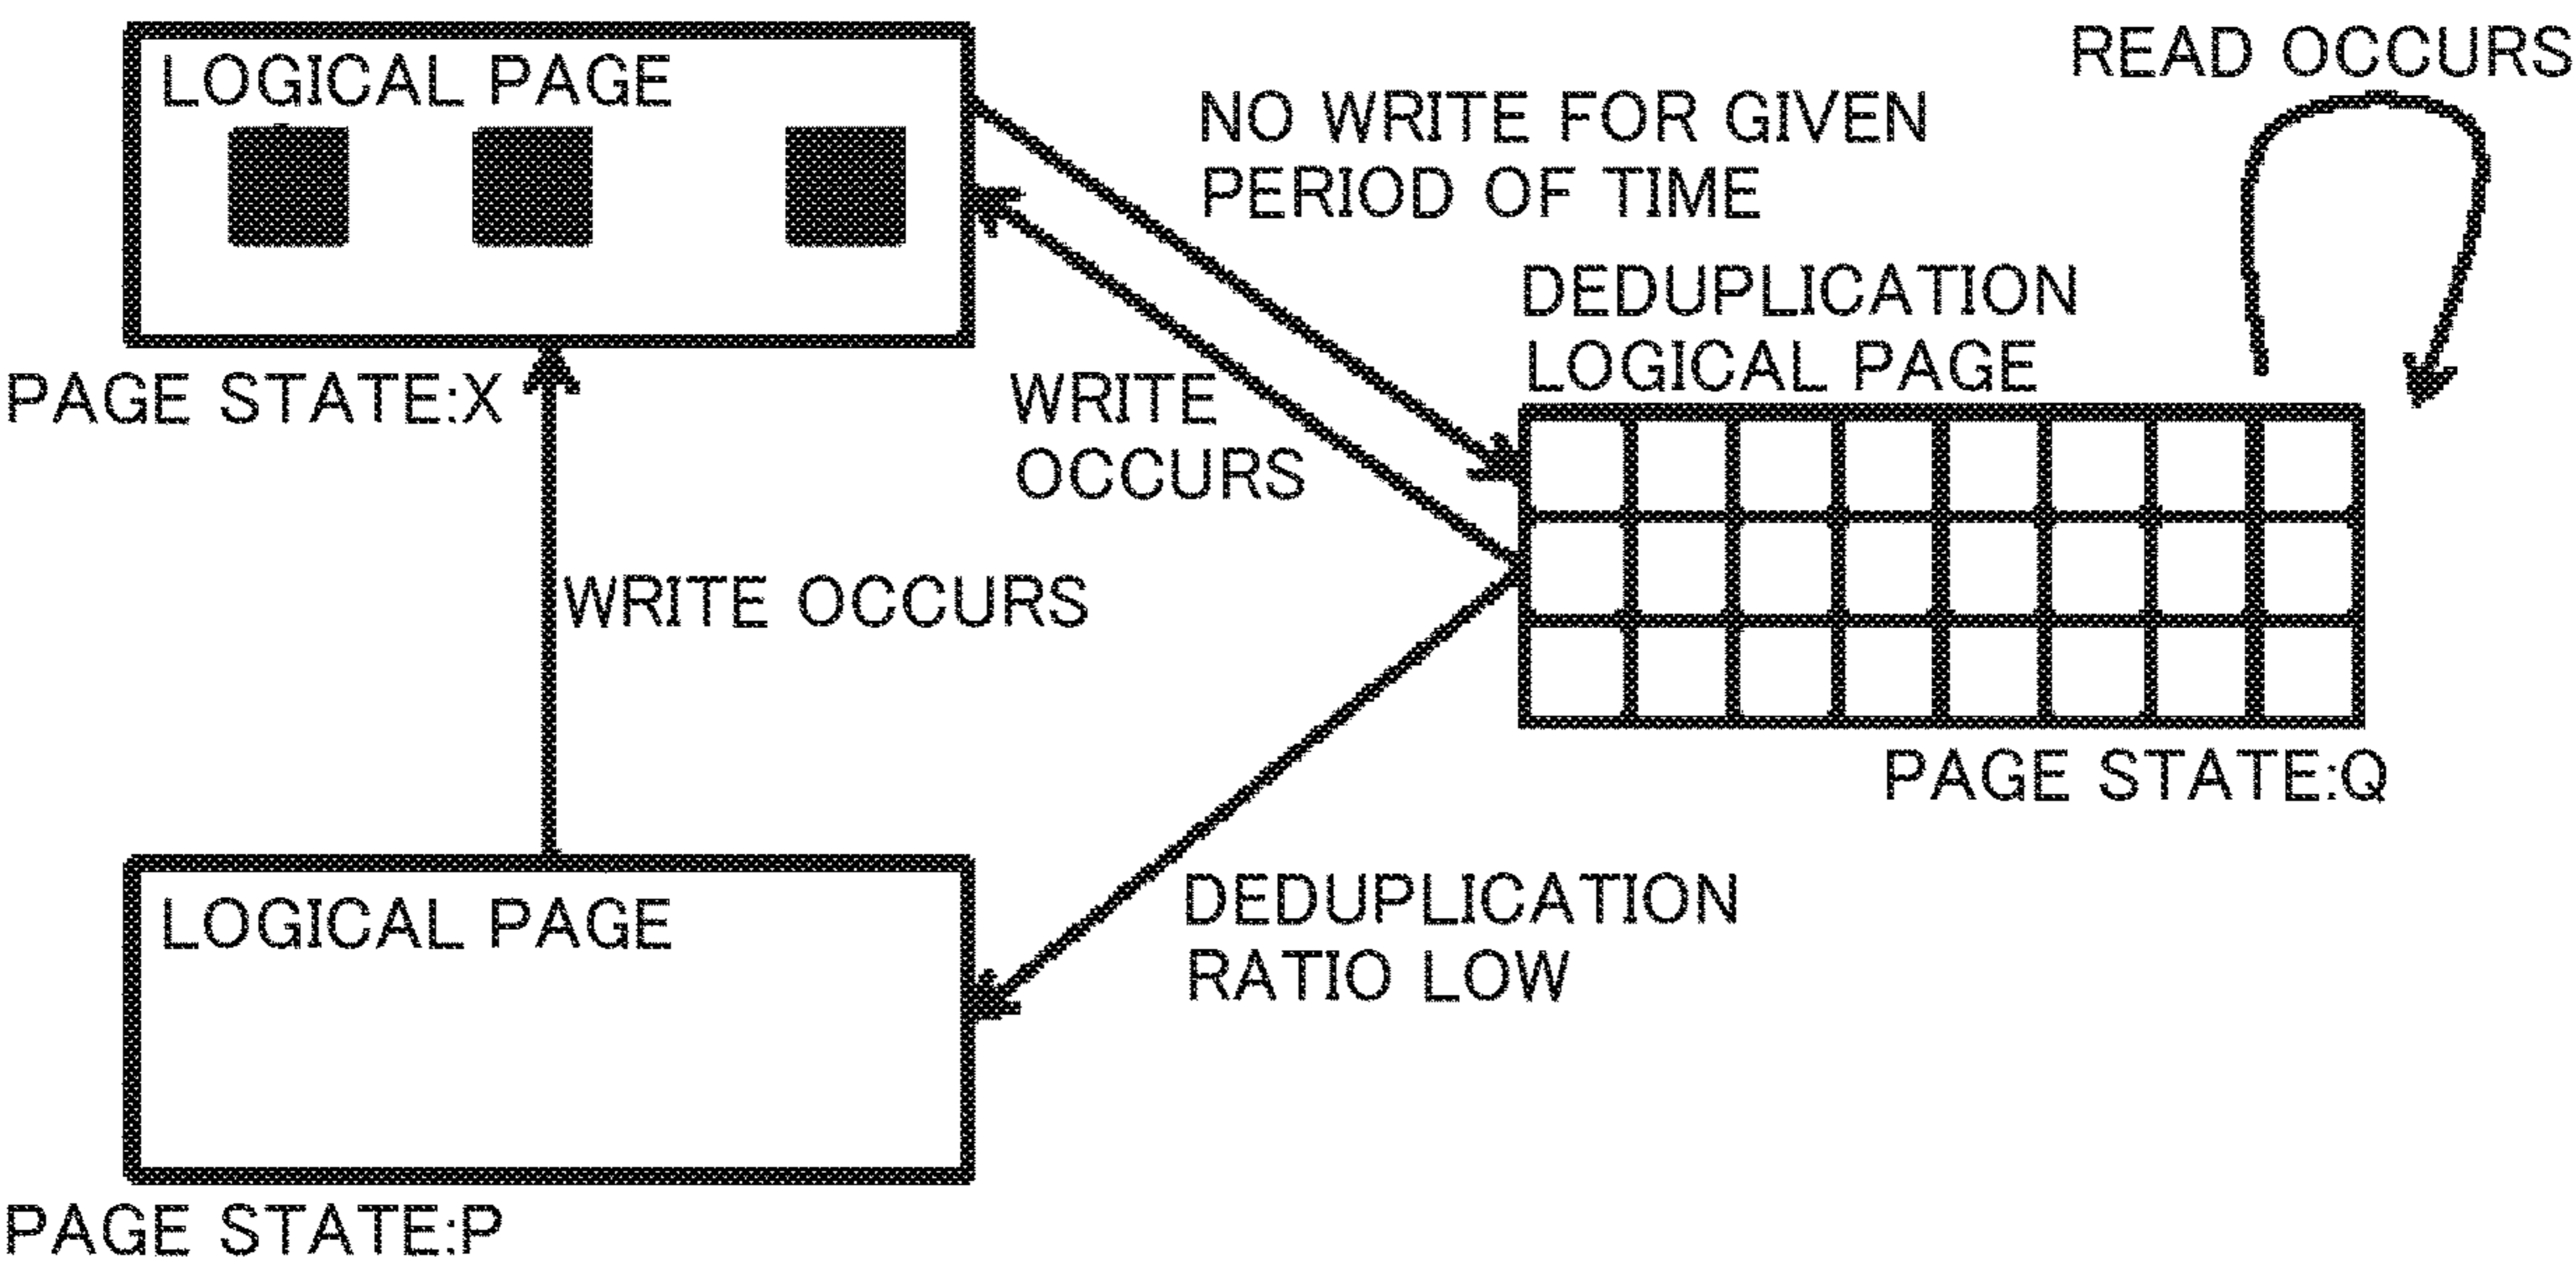 LOGICAL PAGE
PAGE STATE:X
NO WRITE FOR GIVEN
PERIOD OF TIME
READ OCCURS
WRITE
OCCURS
DEDUPLICATION
LOGICAL PAGE
PAGE STATE:Q
WRITE OCCURS
DEDUPLICATION
RATIO LOW
LOGICAL PAGE
PAGE STATE:P